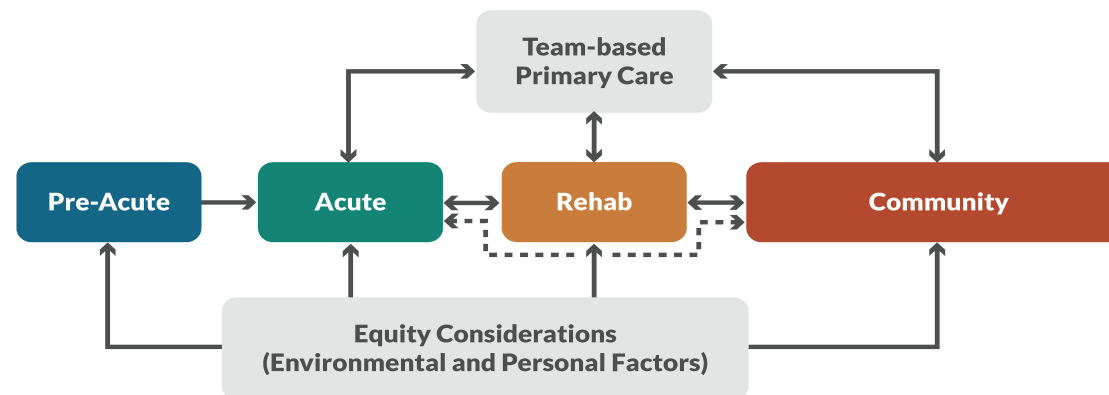 Team-based
Primary Care
Pre-Acute
Acute
Rehab
Community
Equity Considerations
(Environmental and Personal Factors)